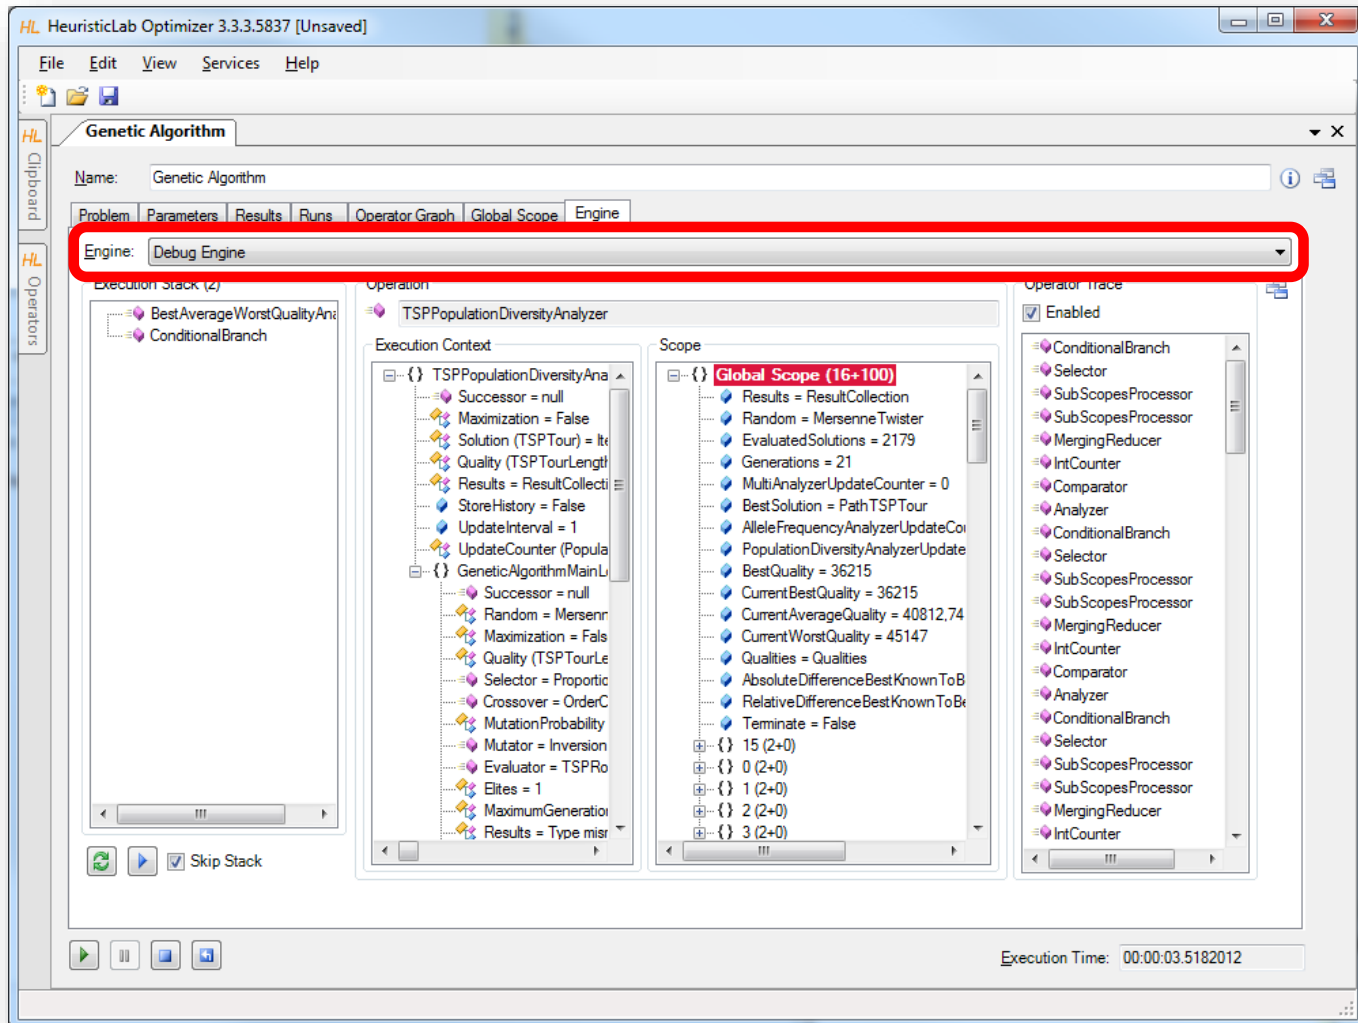 HL HeuristicLab Optimizer 3.3.3.5837 [Unsaved]
File Edit View Services Help
HL Clipboard
HL Operators
Genetic Algorithm
Name: Genetic Algorithm
Problem Parameters Results Runs Operator Graph Global Scope Engine
Engine: Debug Engine
Execution Stack (2)
BestAverageWorstQualityAna
ConditionalBranch
Skip Stack
Operation
TSPPopulationDiversityAnalyzer
Execution Context
{} TSPPopulationDiversityAna
Successor = null
Maximization = False
Solution (TSPTour) = Ite
Quality (TSPTourLength
Results = ResultCollecti
StoreHistory = False
UpdateInterval = 1
UpdateCounter (Popula
{} GeneticAlgorithmMainLo
Successor = null
Random = Mersenn
Maximization = Fals
Quality (TSPTourLe
Selector = Proportio
Crossover = OrderC
MutationProbability
Mutator = Inversion
Evaluator = TSPRo
Elites = 1
MaximumGeneration
Results = Type misr
Scope
{} Global Scope (16+100)
Results = ResultCollection
Random = MersenneTwister
EvaluatedSolutions = 2179
Generations = 21
MultiAnalyzerUpdateCounter = 0
BestSolution = PathTSPTour
AlleleFrequencyAnalyzerUpdateCou
PopulationDiversityAnalyzerUpdate
BestQuality = 36215
CurrentBestQuality = 36215
CurrentAverageQuality = 40812,74
CurrentWorstQuality = 45147
Qualities = Qualities
AbsoluteDifferenceBestKnownToB
RelativeDifferenceBestKnownToBe
Terminate = False
{} 15 (2+0)
{} 0 (2+0)
{} 1 (2+0)
{} 2 (2+0)
{} 3 (2+0)
Operator Trace
Enabled
ConditionalBranch
Selector
SubScopesProcessor
SubScopesProcessor
MergingReducer
IntCounter
Comparator
Analyzer
ConditionalBranch
Selector
SubScopesProcessor
SubScopesProcessor
MergingReducer
IntCounter
Comparator
Analyzer
ConditionalBranch
Selector
SubScopesProcessor
SubScopesProcessor
MergingReducer
IntCounter
Execution Time: 00:00:03.5182012